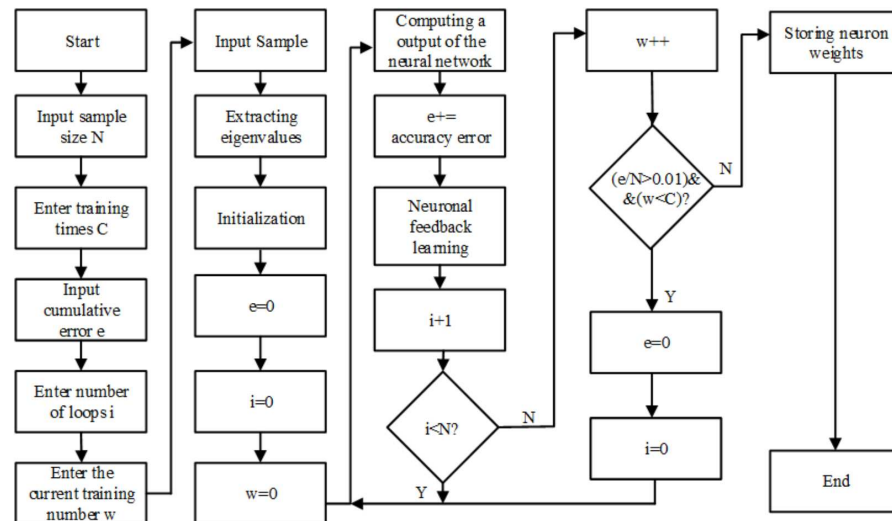 Start
Input sample
size N
Enter training
times C
Input
cumulative
error e
Enter number
of loops i
Enter the
current training
number w
Input Sample
Extracting
eigenvalues
Initialization
e=0
i=0
w=0
Computing a
output of the
neural network
e+=
accuracy error
Neuronal
feedback
learning
i+1
i<N?
N
Y
w++
(e/N>0.01)&
&(w<C)?
N
Y
e=0
i=0
Storing neuron
weights
End